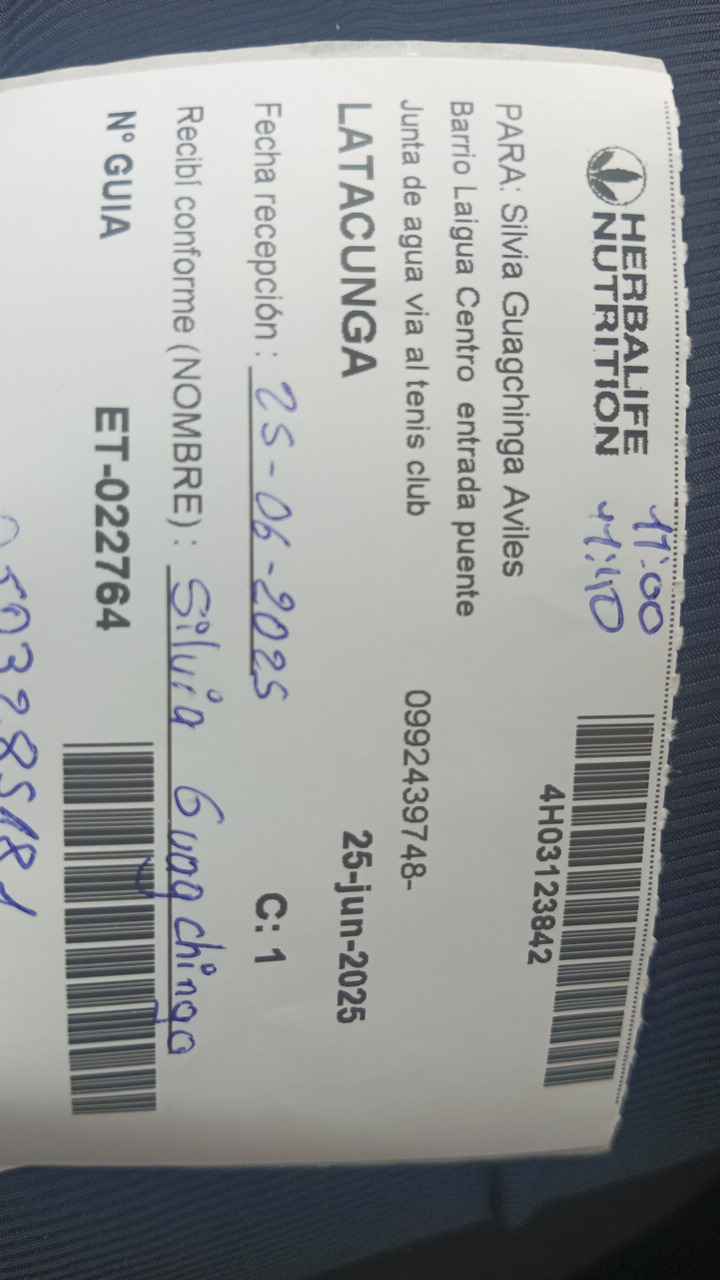 HERBALIFE
NUTRITION
11:00
11:40
4H03123842
PARA: Silvia Guagchinga Aviles
Barrio Laigua Centro entrada puente
Junta de agua via al tenis club 0992439748-
LATACUNGA 25-jun-2025
Fecha recepción : 25-06-2025 C: 1
Recibí conforme (NOMBRE) : Silvia Guagchinga
Nº GUIA ET-022764